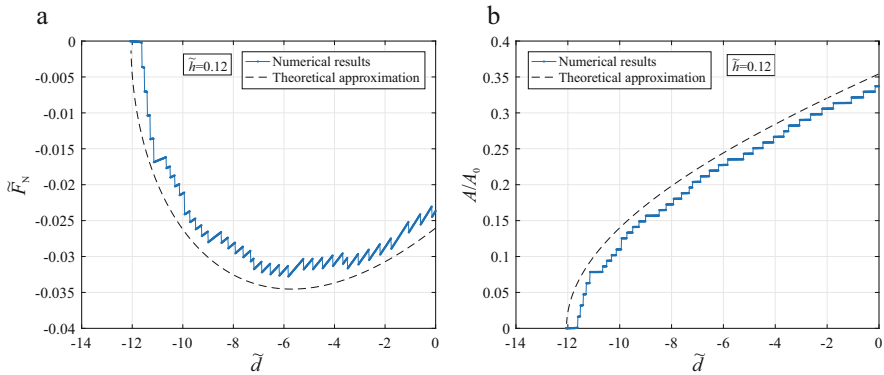 a
0
-0.005
-0.01
-0.015
-0.02
-0.025
-0.03
-0.035
-0.04
F̃_N
h̃=0.12
Numerical results
Theoretical approximation
-14 -12 -10 -8 -6 -4 -2 0
d̃
b
0.4
0.35
0.3
0.25
0.2
0.15
0.1
0.05
0
A/A₀
Numerical results
Theoretical approximation
h̃=0.12
-14 -12 -10 -8 -6 -4 -2 0
d̃